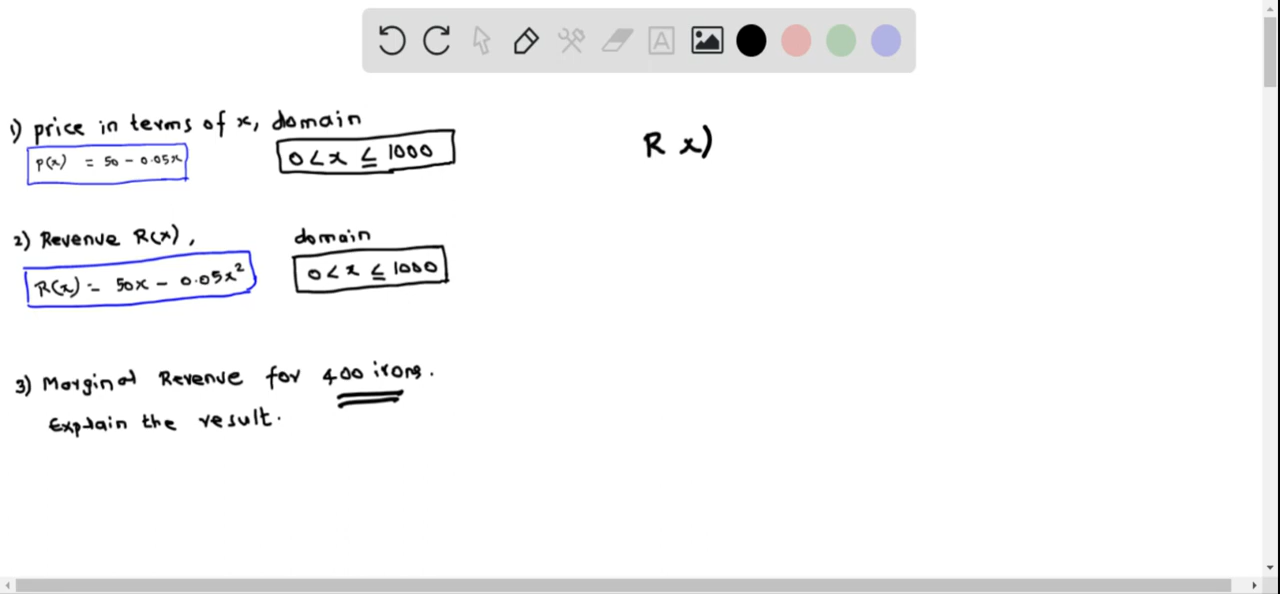 1) price in terms of x, domain
P(x) = 50 - 0.05x
0 < x ≤ 1000
2) Revenue R(x), domain
R(x) = 50x - 0.05x²
0 < x ≤ 1000
3) Marginal Revenue for 400 irons.
Explain the result.
R x)
A